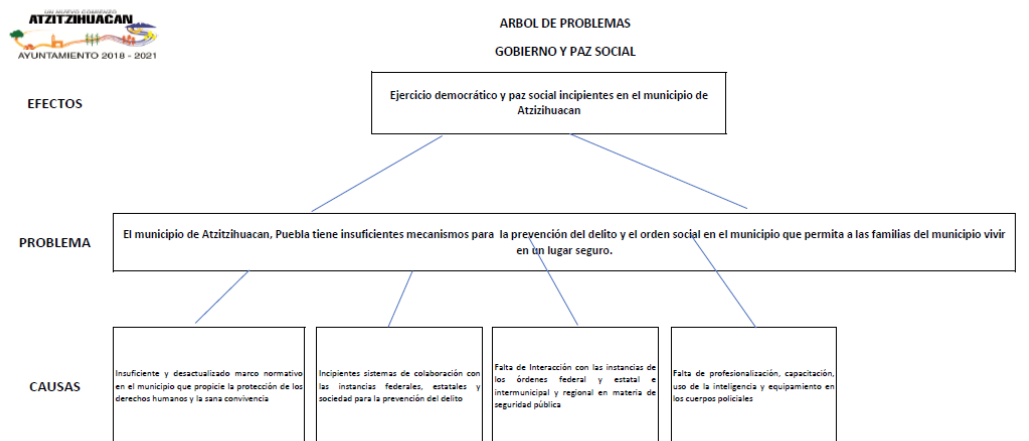 UN NUEVO COMIENZO
ATZITZIHUACAN
AYUNTAMIENTO 2018 - 2021
ARBOL DE PROBLEMAS
GOBIERNO Y PAZ SOCIAL
EFECTOS
Ejercicio democrático y paz social incipientes en el municipio de
Atzizihuacan
PROBLEMA
El municipio de Atzitzihuacan, Puebla tiene insuficientes mecanismos para la prevención del delito y el orden social en el municipio que permita a las familias del municipio vivir
en un lugar seguro.
CAUSAS
Insuficiente y desactualizado marco normativo
en el municipio que propicie la protección de los
derechos humanos y la sana convivencia
Incipientes sistemas de colaboración con
las instancias federales, estatales y
sociedad para la prevención del delito
Falta de Interacción con las instancias de
los órdenes federal y estatal e
intermunicipal y regional en materia de
seguridad pública
Falta de profesionalización, capacitación,
uso de la inteligencia y equipamiento en
los cuerpos policiales